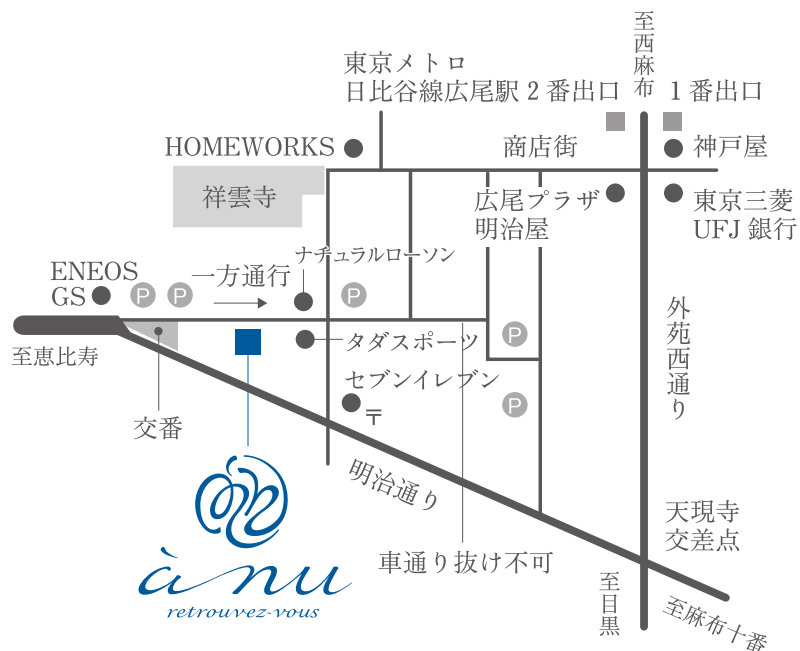 至西麻布
東京メトロ
日比谷線広尾駅 2 番出口
1 番出口
HOMEWORKS
商店街
神戸屋
祥雲寺
広尾プラザ
明治屋
東京三菱
UFJ 銀行
ナチュラルローソン
ENEOS
GS
P
P
一方通行
P
外苑西通り
至恵比寿
タダスポーツ
P
セブンイレブン
P
〒
交番
明治通り
à nu
retrouvez-vous
車通り抜け不可
天現寺
交差点
至目黒
至麻布十番